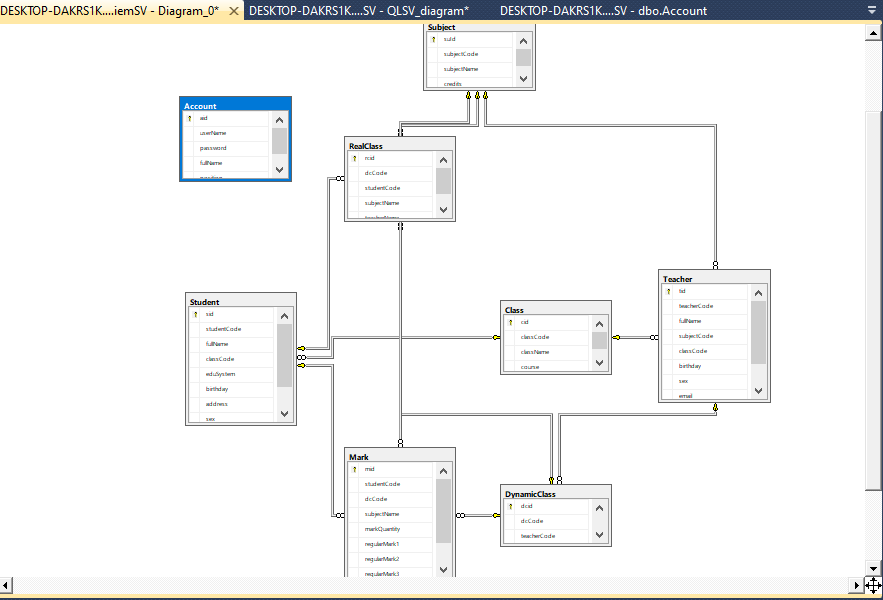 DESKTOP-DAKRS1K....iemSV - Diagram_0*
DESKTOP-DAKRS1K....SV - QLSV_diagram*
DESKTOP-DAKRS1K....SV - dbo.Account
Subject
suId
subjectCode
subjectName
credits
Account
aid
userName
password
fullName
RealClass
rcid
dcCode
studentCode
subjectName
teacherName
Student
sid
studentCode
fullName
classCode
eduSystem
birthday
address
sex
Class
cid
classCode
className
course
Teacher
tid
teacherCode
fullName
subjectCode
classCode
birthday
sex
email
Mark
mid
studentCode
dcCode
subjectName
markQuantity
regularMark1
regularMark2
regularMark3
DynamicClass
dcid
dcCode
teacherCode